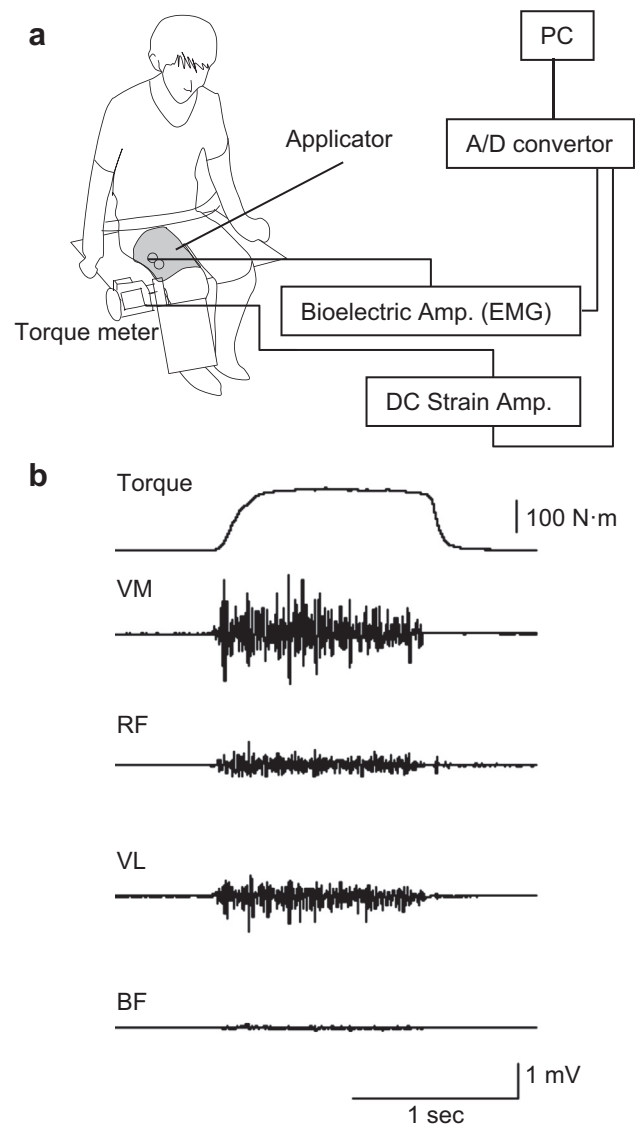 a
PC
Applicator
A/D convertor
Bioelectric Amp. (EMG)
Torque meter
DC Strain Amp.
b
Torque
100 N·m
VM
RF
VL
BF
1 mV
1 sec